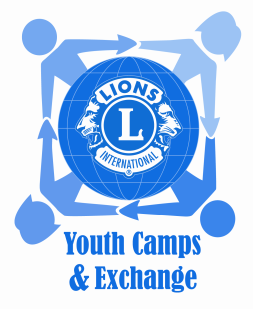 LIONS
L
INTERNATIONAL
®
Youth Camps
& Exchange